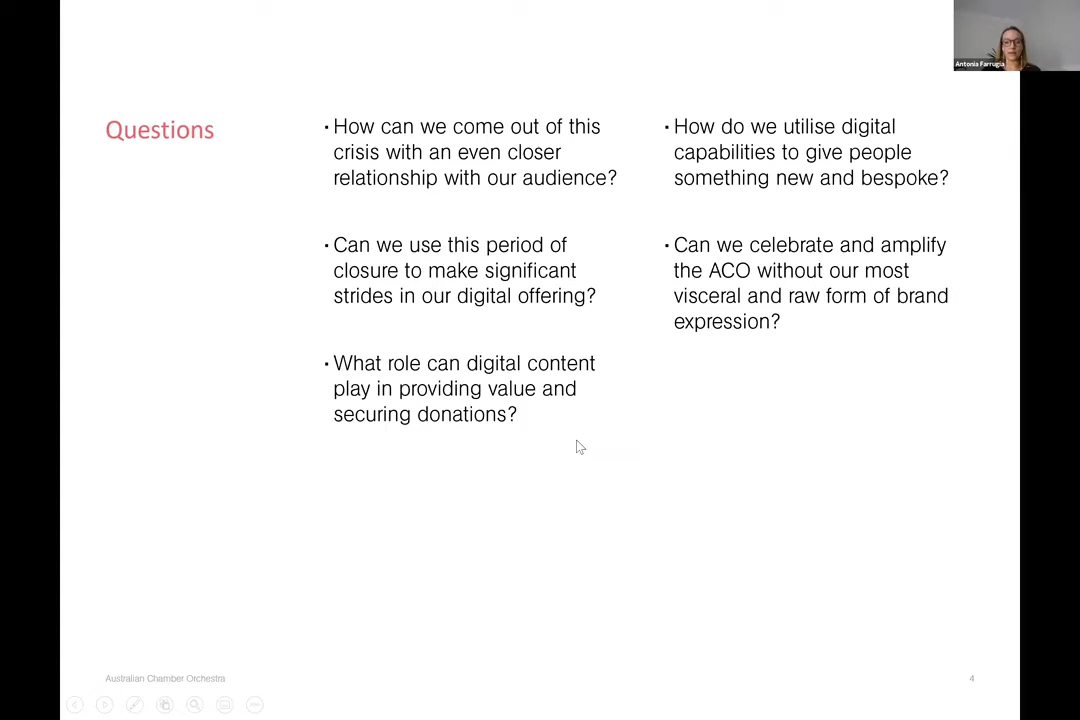 Antonia Farrugia
Questions
· How can we come out of this
crisis with an even closer
relationship with our audience?
· Can we use this period of
closure to make significant
strides in our digital offering?
· What role can digital content
play in providing value and
securing donations?
· How do we utilise digital
capabilities to give people
something new and bespoke?
· Can we celebrate and amplify
the ACO without our most
visceral and raw form of brand
expression?
Australian Chamber Orchestra
4